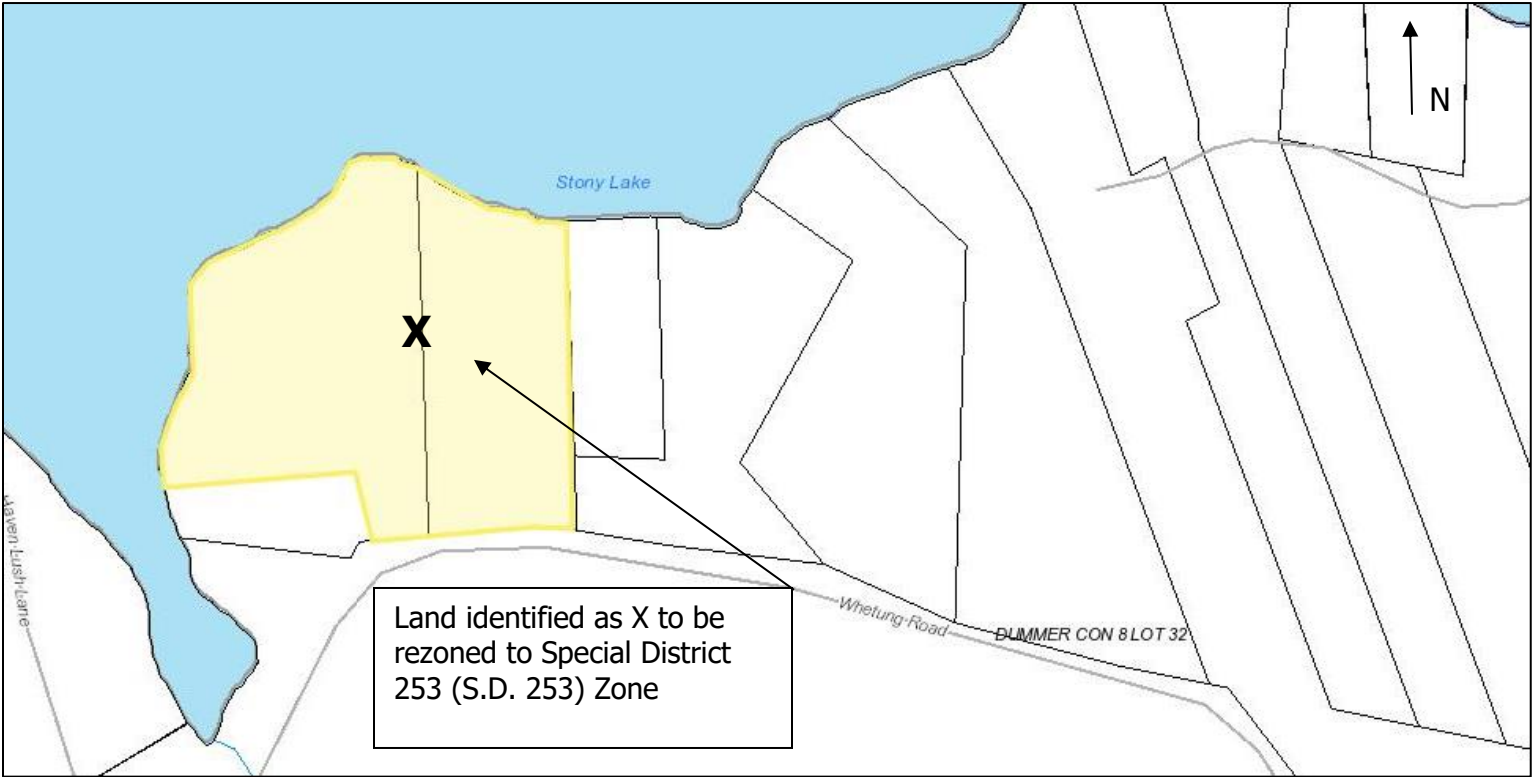 N
Stony Lake
X
Haven-Lush-Lane
Whetung-Road
DUMMER CON 8 LOT 32
Land identified as X to be
rezoned to Special District
253 (S.D. 253) Zone